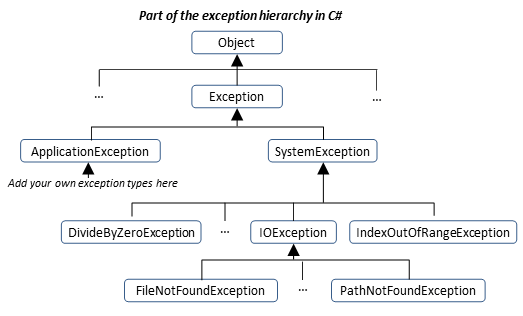 Part of the exception hierarchy in C#
Object
... Exception ...
ApplicationException SystemException
Add your own exception types here
DivideByZeroException ... IOException IndexOutOfRangeException
FileNotFoundException ... PathNotFoundException